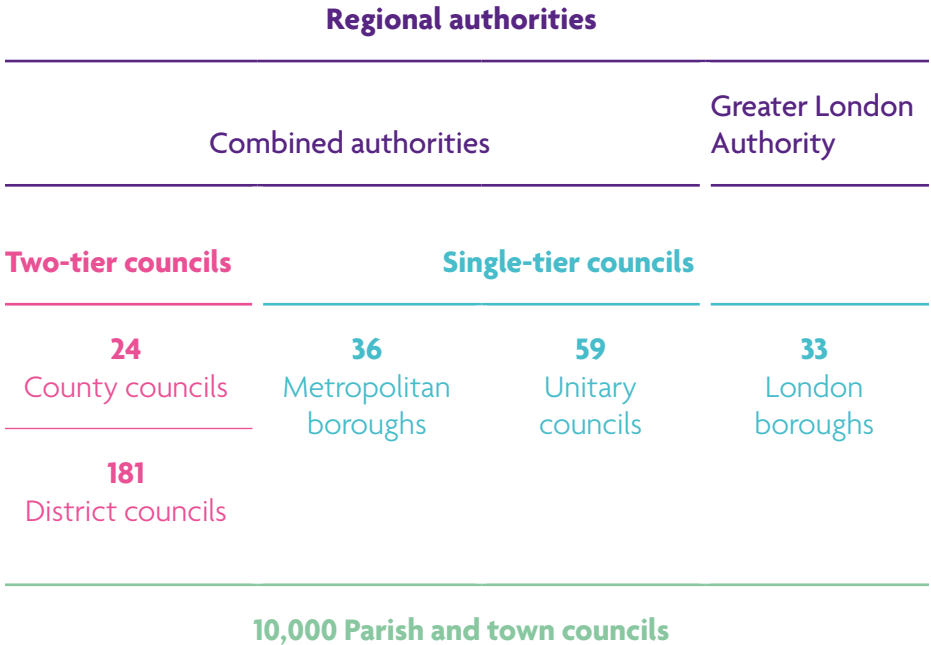 Regional authorities
Combined authorities
Greater London
Authority
Two-tier councils
Single-tier councils
24
County councils
181
District councils
36
Metropolitan
boroughs
59
Unitary
councils
33
London
boroughs
10,000 Parish and town councils